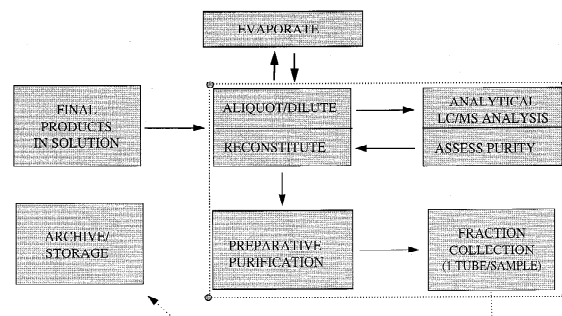 EVAPORATE
FINAL
PRODUCTS
IN SOLUTION
ALIQUOT/DILUTE
RECONSTITUTE
ANALYTICAL
LC/MS ANALYSIS
ASSESS PURITY
ARCHIVE/
STORAGE
PREPARATIVE
PURIFICATION
FRACTION
COLLECTION
(1 TUBE/SAMPLE)